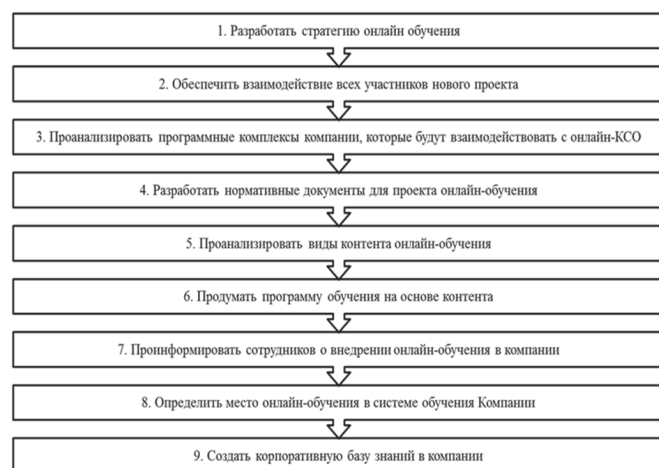 1. Разработать стратегию онлайн обучения
2. Обеспечить взаимодействие всех участников нового проекта
3. Проанализировать программные комплексы компании, которые будут взаимодействовать с онлайн-КСО
4. Разработать нормативные документы для проекта онлайн-обучения
5. Проанализировать виды контента онлайн-обучения
6. Продумать программу обучения на основе контента
7. Проинформировать сотрудников о внедрении онлайн-обучения в компании
8. Определить место онлайн-обучения в системе обучения Компании
9. Создать корпоративную базу знаний в компании